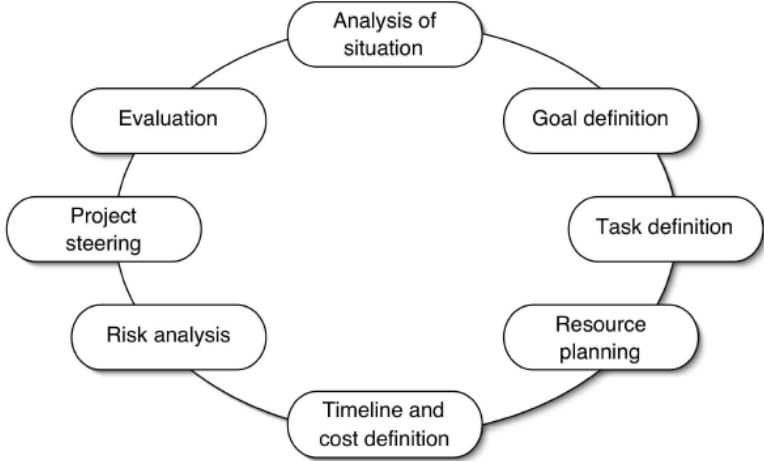 Analysis of
situation
Evaluation
Goal definition
Project
steering
Task definition
Risk analysis
Resource
planning
Timeline and
cost definition